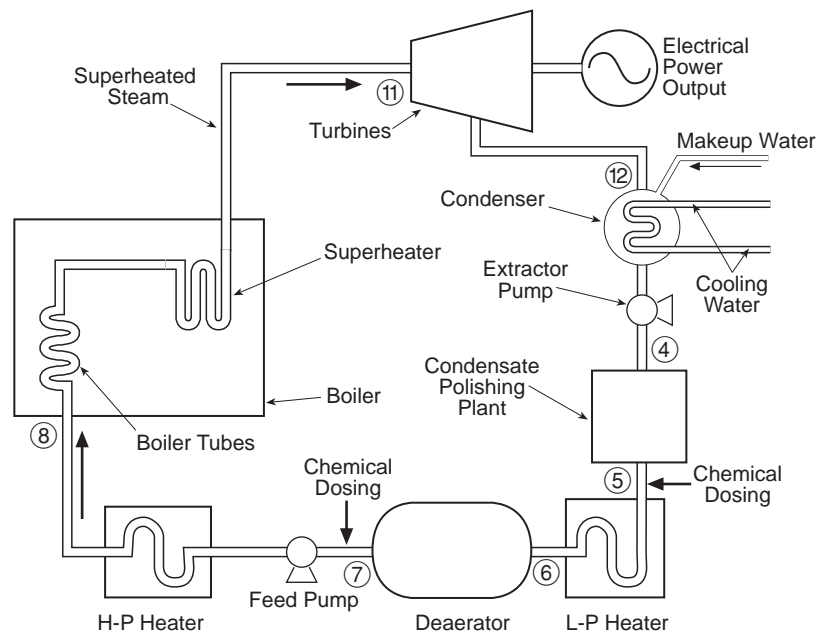 Superheated
Steam
⑪
Turbines
Electrical
Power
Output
Makeup Water
⑫
Condenser
Cooling
Water
Superheater
Extractor
Pump
④
Condensate
Polishing
Plant
Boiler
⑧
Boiler Tubes
Chemical
Dosing
⑤
Chemical
Dosing
⑦
⑥
H-P Heater
Feed Pump
Deaerator
L-P Heater